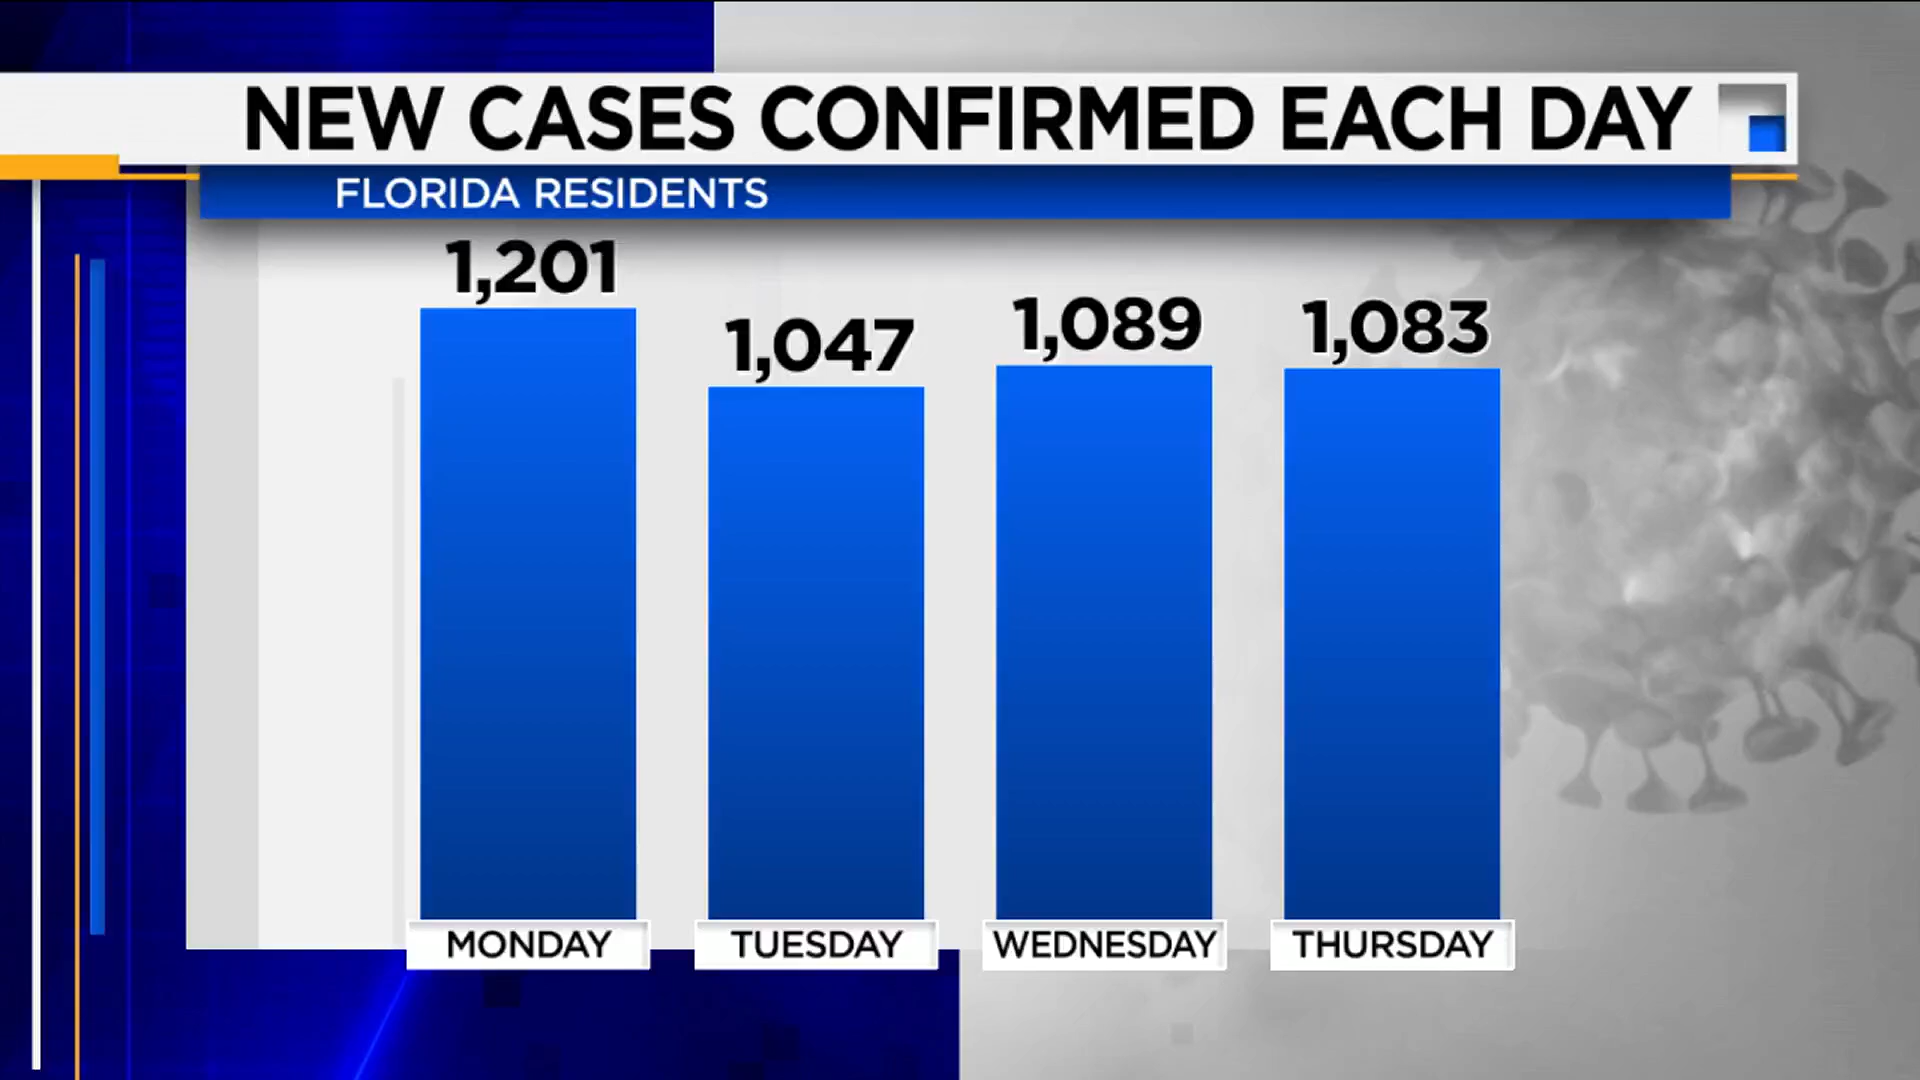 NEW CASES CONFIRMED EACH DAY
FLORIDA RESIDENTS
1,201
1,047
1,089
1,083
MONDAY
TUESDAY
WEDNESDAY
THURSDAY